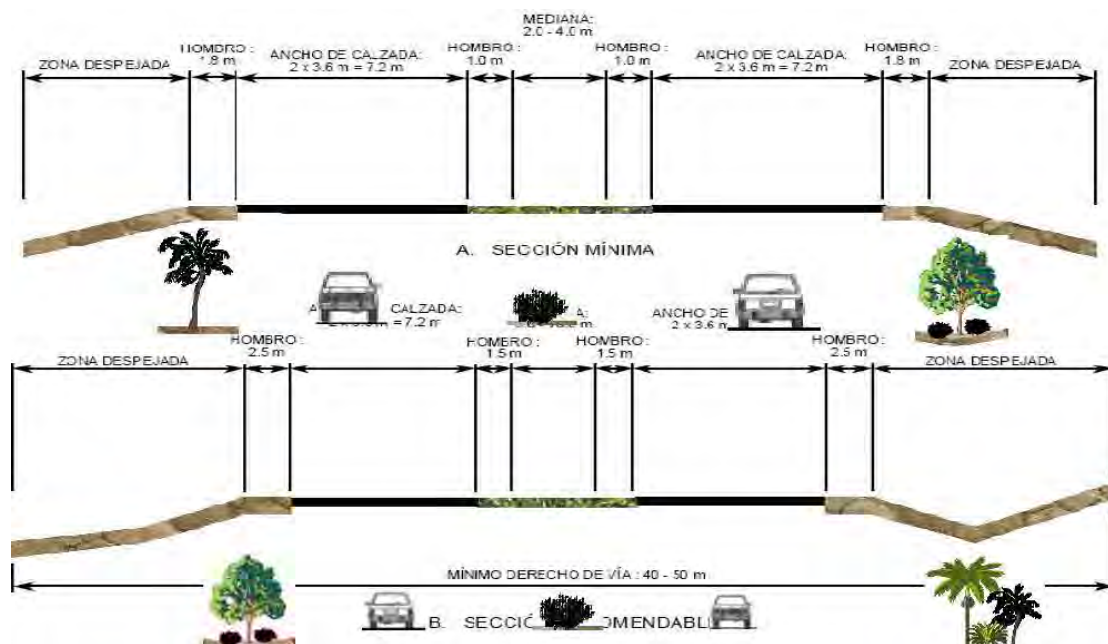 MEDIANA:
2.0 - 4.0 m
HOMBRO :
1.8 m
ANCHO DE CALZADA:
2 x 3.6 m = 7.2 m
HOMBRO :
1.0 m
HOMBRO :
1.0 m
ANCHO DE CALZADA:
2 x 3.6 m = 7.2 m
HOMBRO :
1.8 m
ZONA DESPEJADA
ZONA DESPEJADA
A. SECCIÓN MÍNIMA
CALZADA:
= 7.2 m
ANCHO DE
2 x 3.6 m
HOMBRO :
2.5 m
HOMBRO :
1.5 m
HOMBRO :
1.5 m
HOMBRO :
2.5 m
ZONA DESPEJADA
ZONA DESPEJADA
MÍNIMO DERECHO DE VÍA : 40 - 50 m
B. SECCI